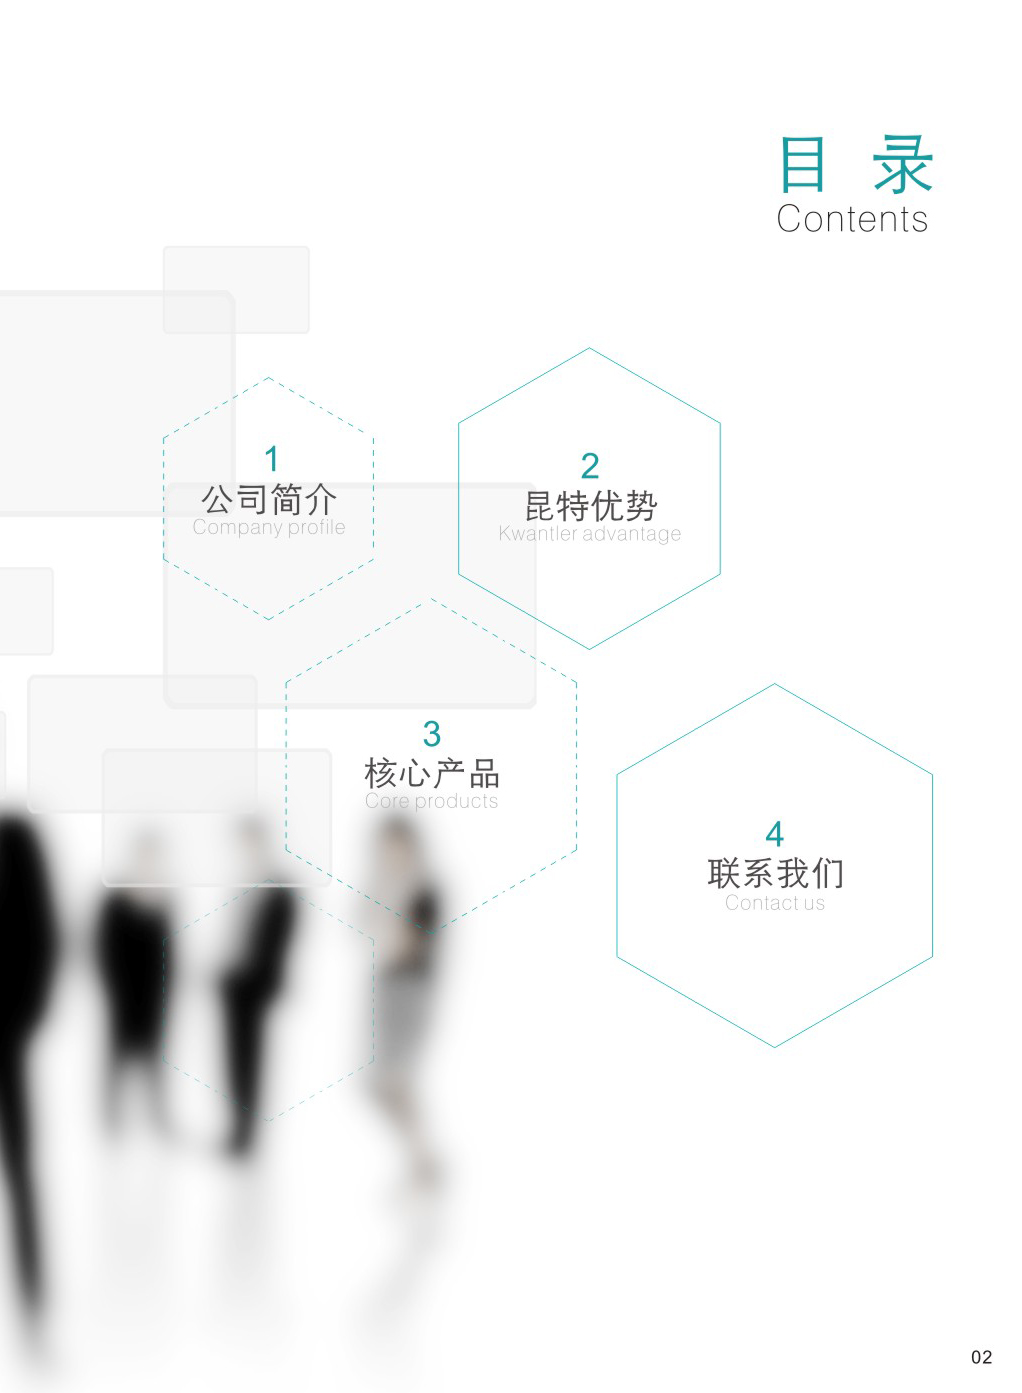 目 录
Contents
1
公司简介
Company profile
2
昆特优势
Kwantler advantage
3
核心产品
Core products
4
联系我们
Contact us
02